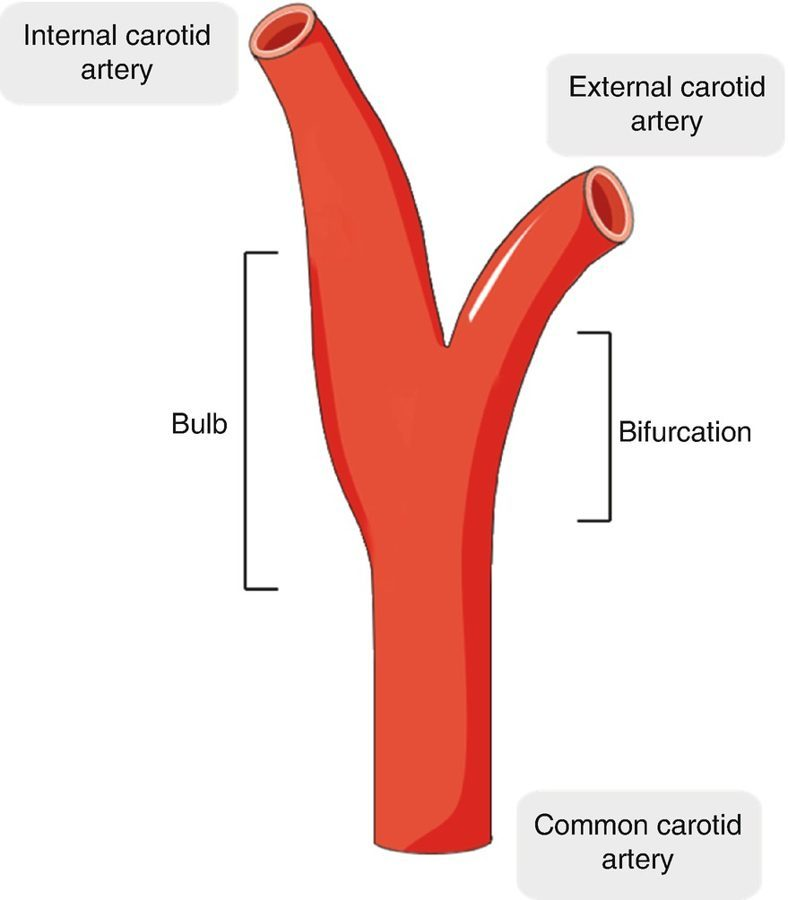 Internal carotid
artery
External carotid
artery
Bulb
Bifurcation
Common carotid
artery